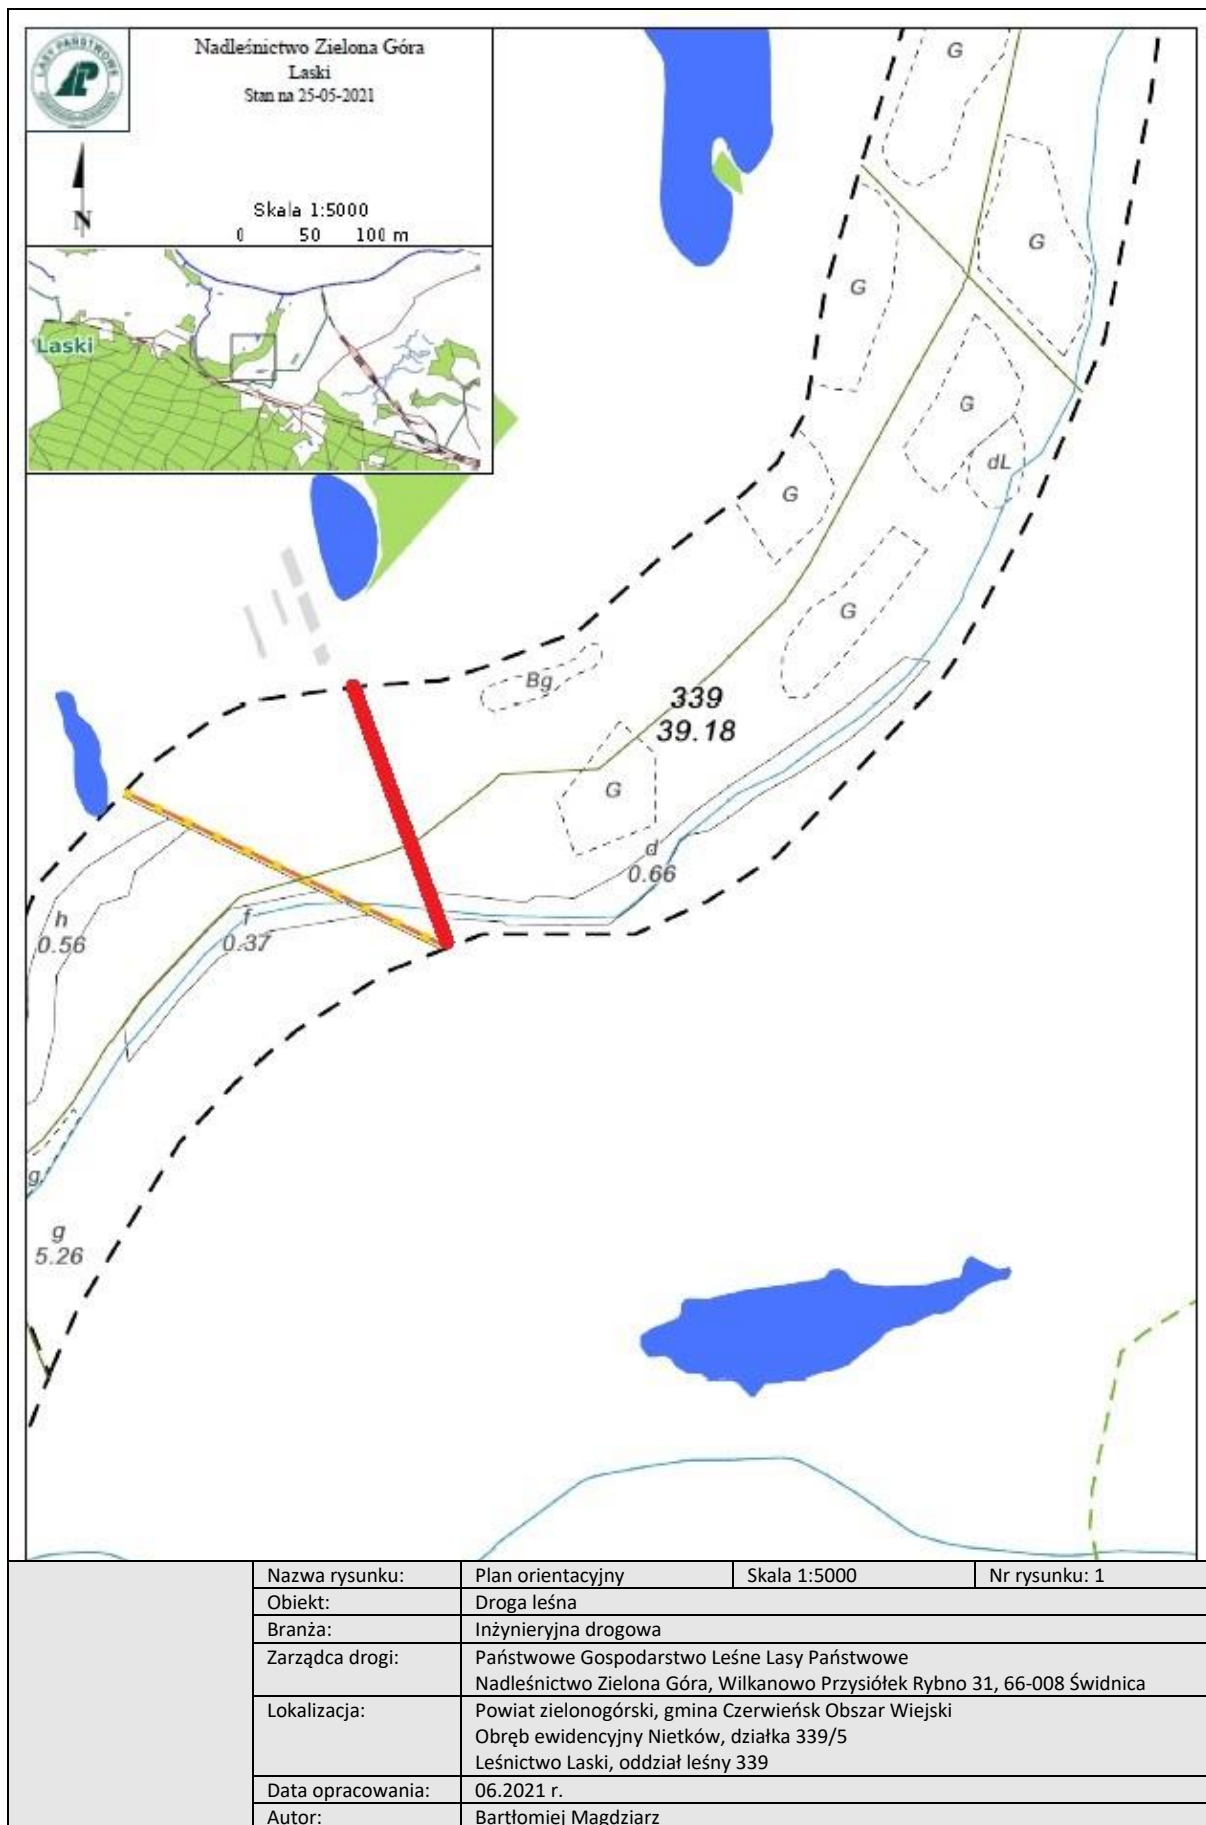 LASY PAŃSTWOWE
Nadleśnictwo Zielona Góra
Laski
Stan na 25-05-2021
N
Skala 1:5000
0 50 100 m
Laski
G
G
G
G
dL
G
G
Bg
339
39.18
G
d
0.66
h
0.56
f
0.37
g
g
5.26
Nazwa rysunku: Plan orientacyjny Skala 1:5000 Nr rysunku: 1
Obiekt: Droga leśna
Branża: Inżynieryjna drogowa
Zarządca drogi: Państwowe Gospodarstwo Leśne Lasy Państwowe
Nadleśnictwo Zielona Góra, Wilkanowo Przysiółek Rybno 31, 66-008 Świdnica
Lokalizacja: Powiat zielonogórski, gmina Czerwieńsk Obszar Wiejski
Obręb ewidencyjny Nietków, działka 339/5
Leśnictwo Laski, oddział leśny 339
Data opracowania: 06.2021 r.
Autor: Bartłomiej Magdziarz